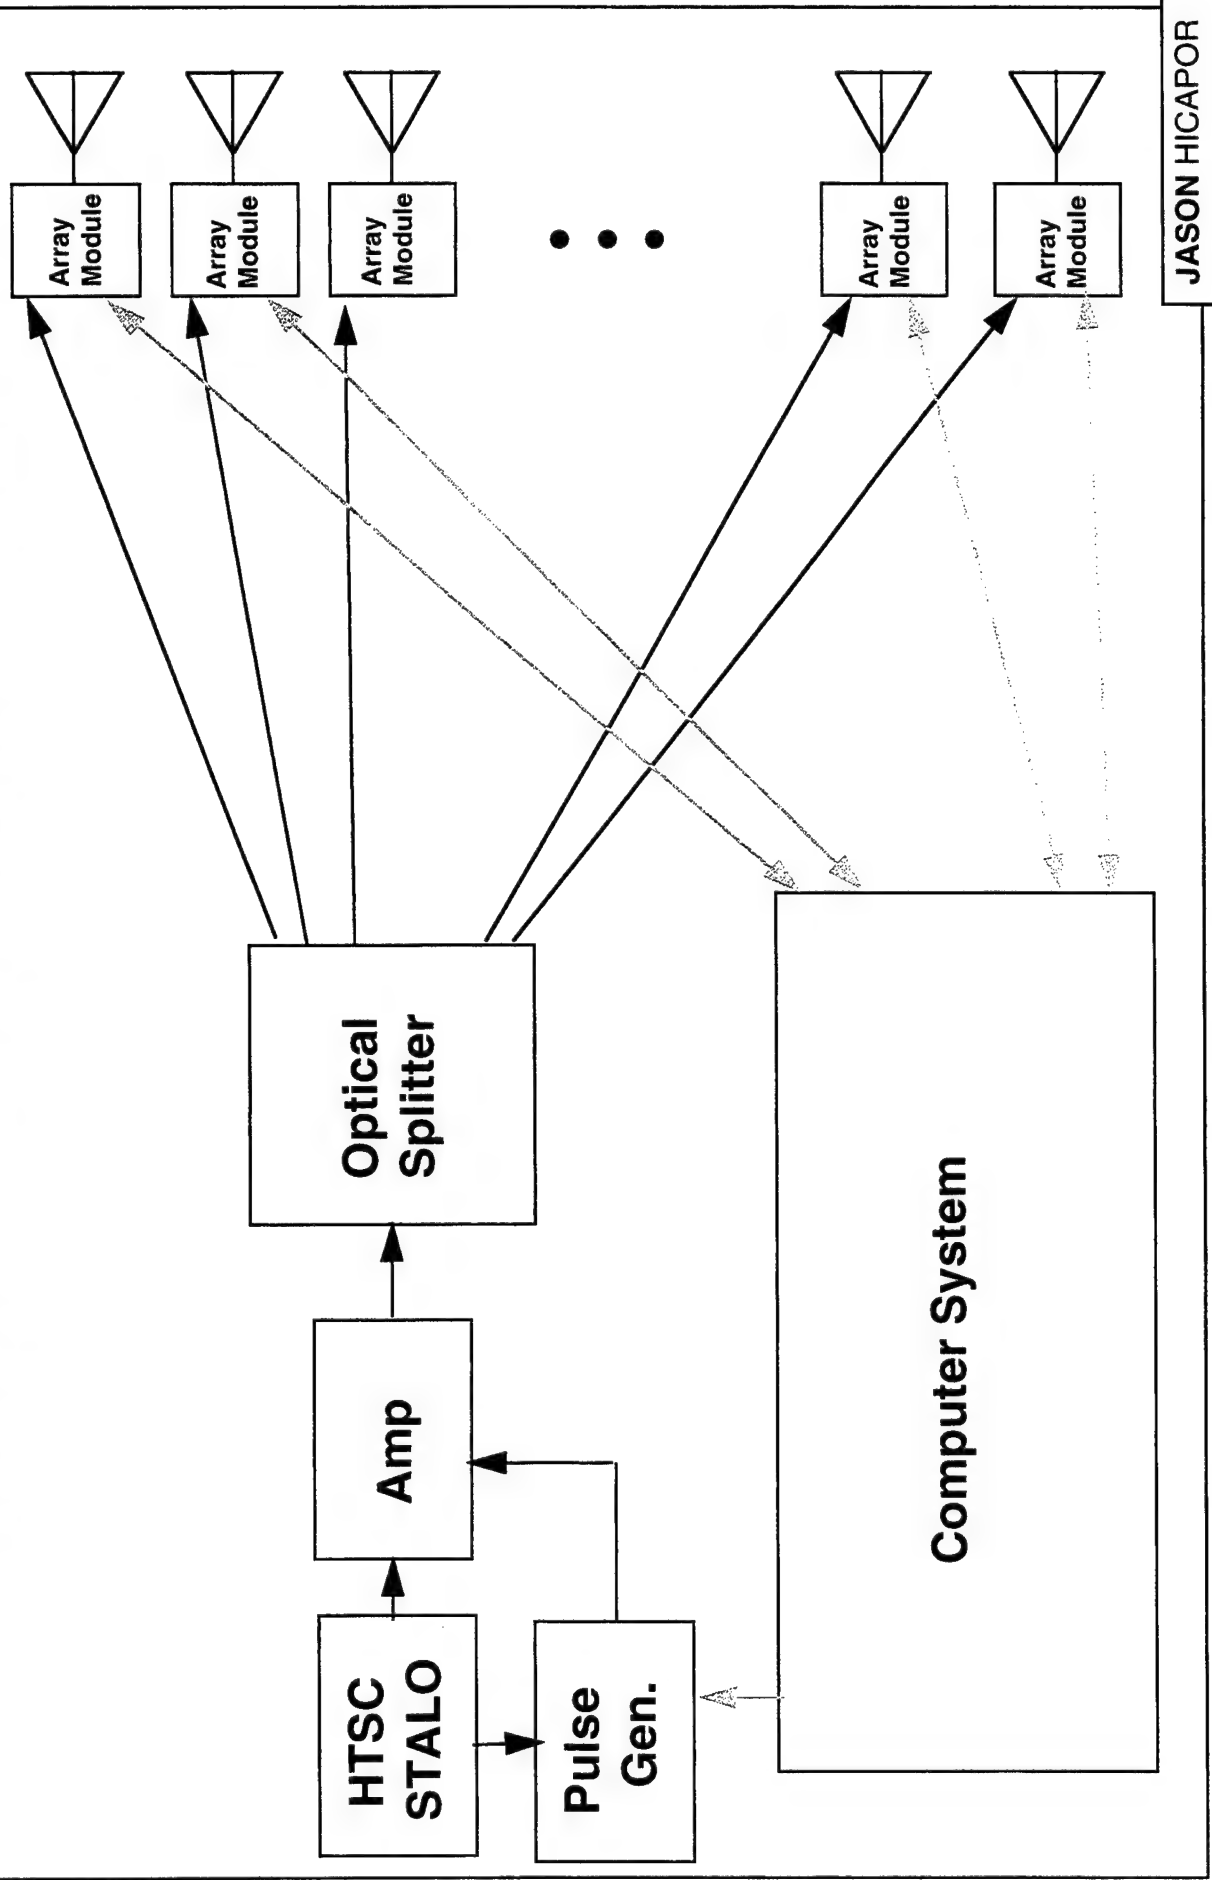 HTSC
STALO
Amp
Optical
Splitter
Pulse
Gen.
Computer System
Array
Module
Array
Module
Array
Module
Array
Module
Array
Module
JASON HICAPOR